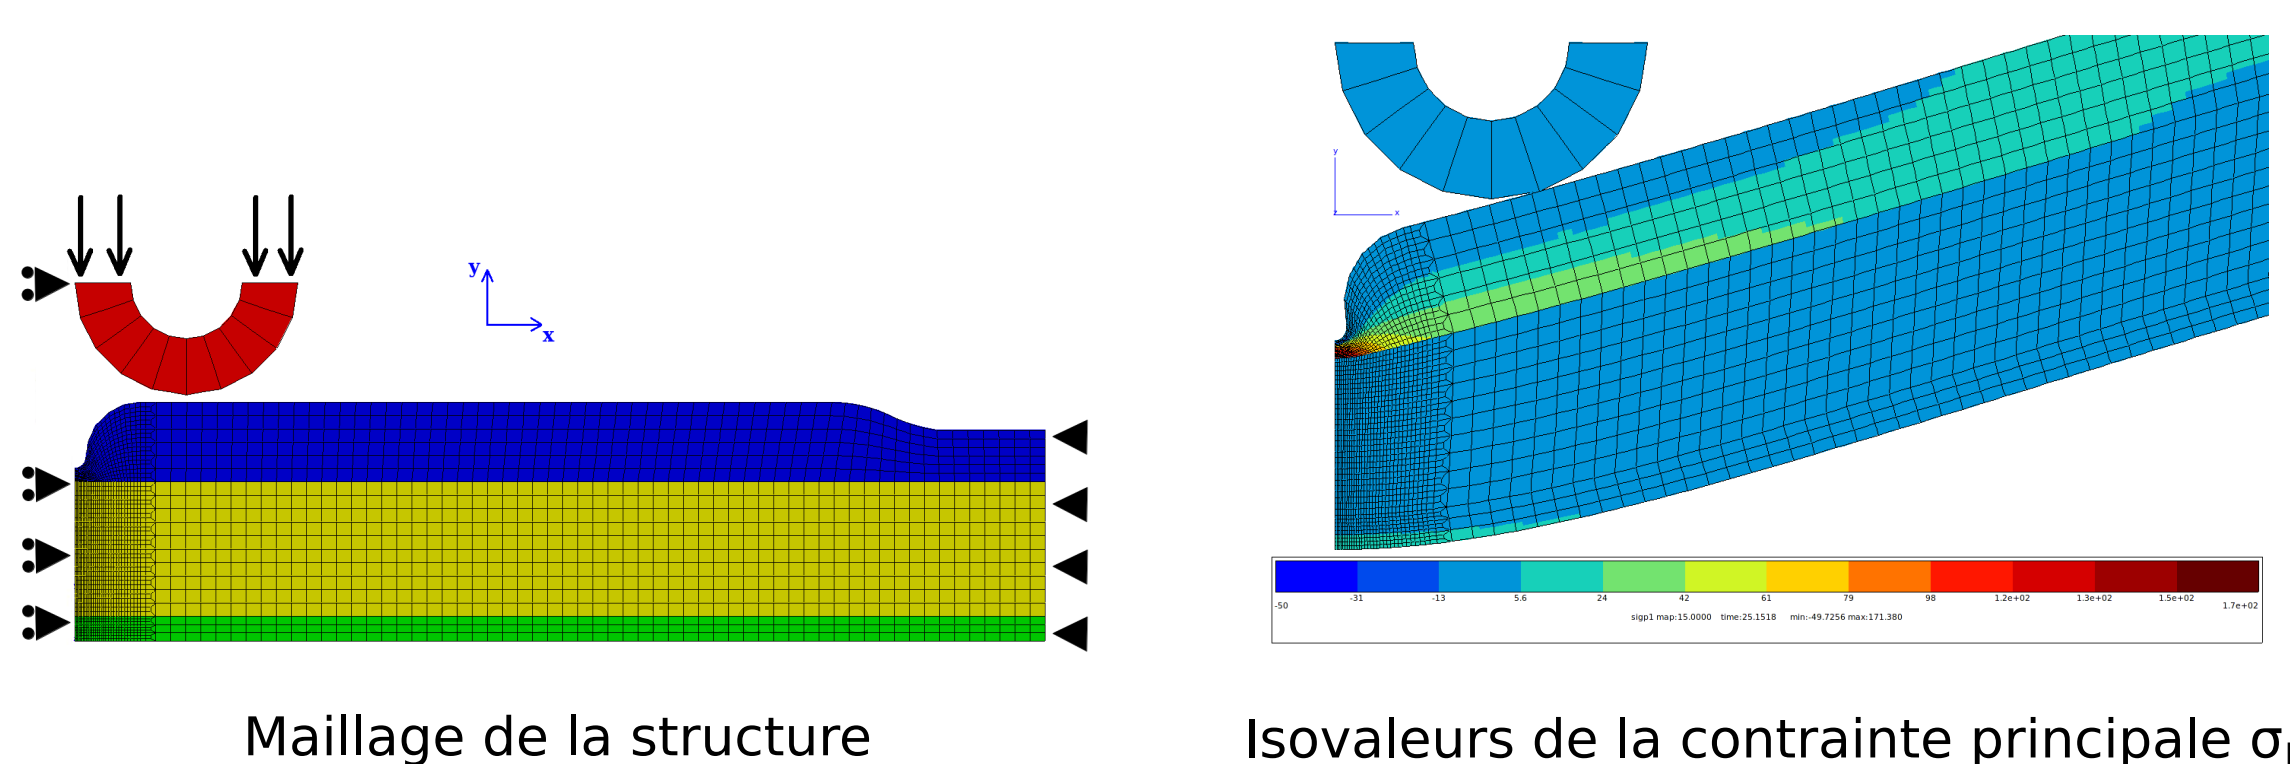 y
x
y
z
x
-50
-31
-13
5.6
24
42
61
79
98
1.2e+02
1.3e+02
1.5e+02
1.7e+02
sigp1 map:15.0000 time:25.1518 min:-49.7256 max:171.380
Maillage de la structure
Isovaleurs de la contrainte principale